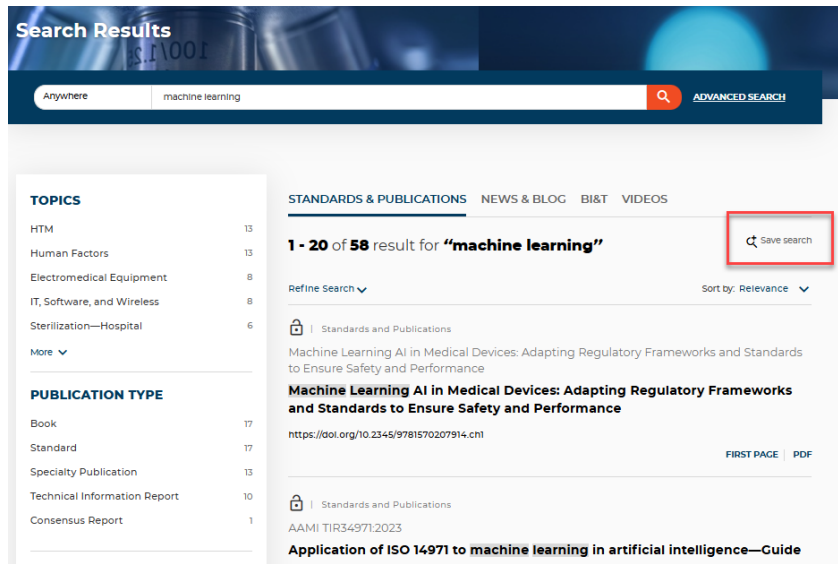 Search Results
Anywhere
machine learning
ADVANCED SEARCH
TOPICS
HTM 13
Human Factors 13
Electromedical Equipment 8
IT, Software, and Wireless 8
Sterilization—Hospital 6
More
PUBLICATION TYPE
Book 17
Standard 17
Specialty Publication 13
Technical Information Report 10
Consensus Report 1
STANDARDS & PUBLICATIONS NEWS & BLOG BI&T VIDEOS
1 - 20 of 58 result for “machine learning”
Save search
Refine Search
Sort by: Relevance
| Standards and Publications
Machine Learning AI in Medical Devices: Adapting Regulatory Frameworks and Standards
to Ensure Safety and Performance
Machine Learning AI in Medical Devices: Adapting Regulatory Frameworks
and Standards to Ensure Safety and Performance
https://doi.org/10.2345/9781570207914.ch1
FIRST PAGE | PDF
| Standards and Publications
AAMI TIR34971:2023
Application of ISO 14971 to machine learning in artificial intelligence—Guide